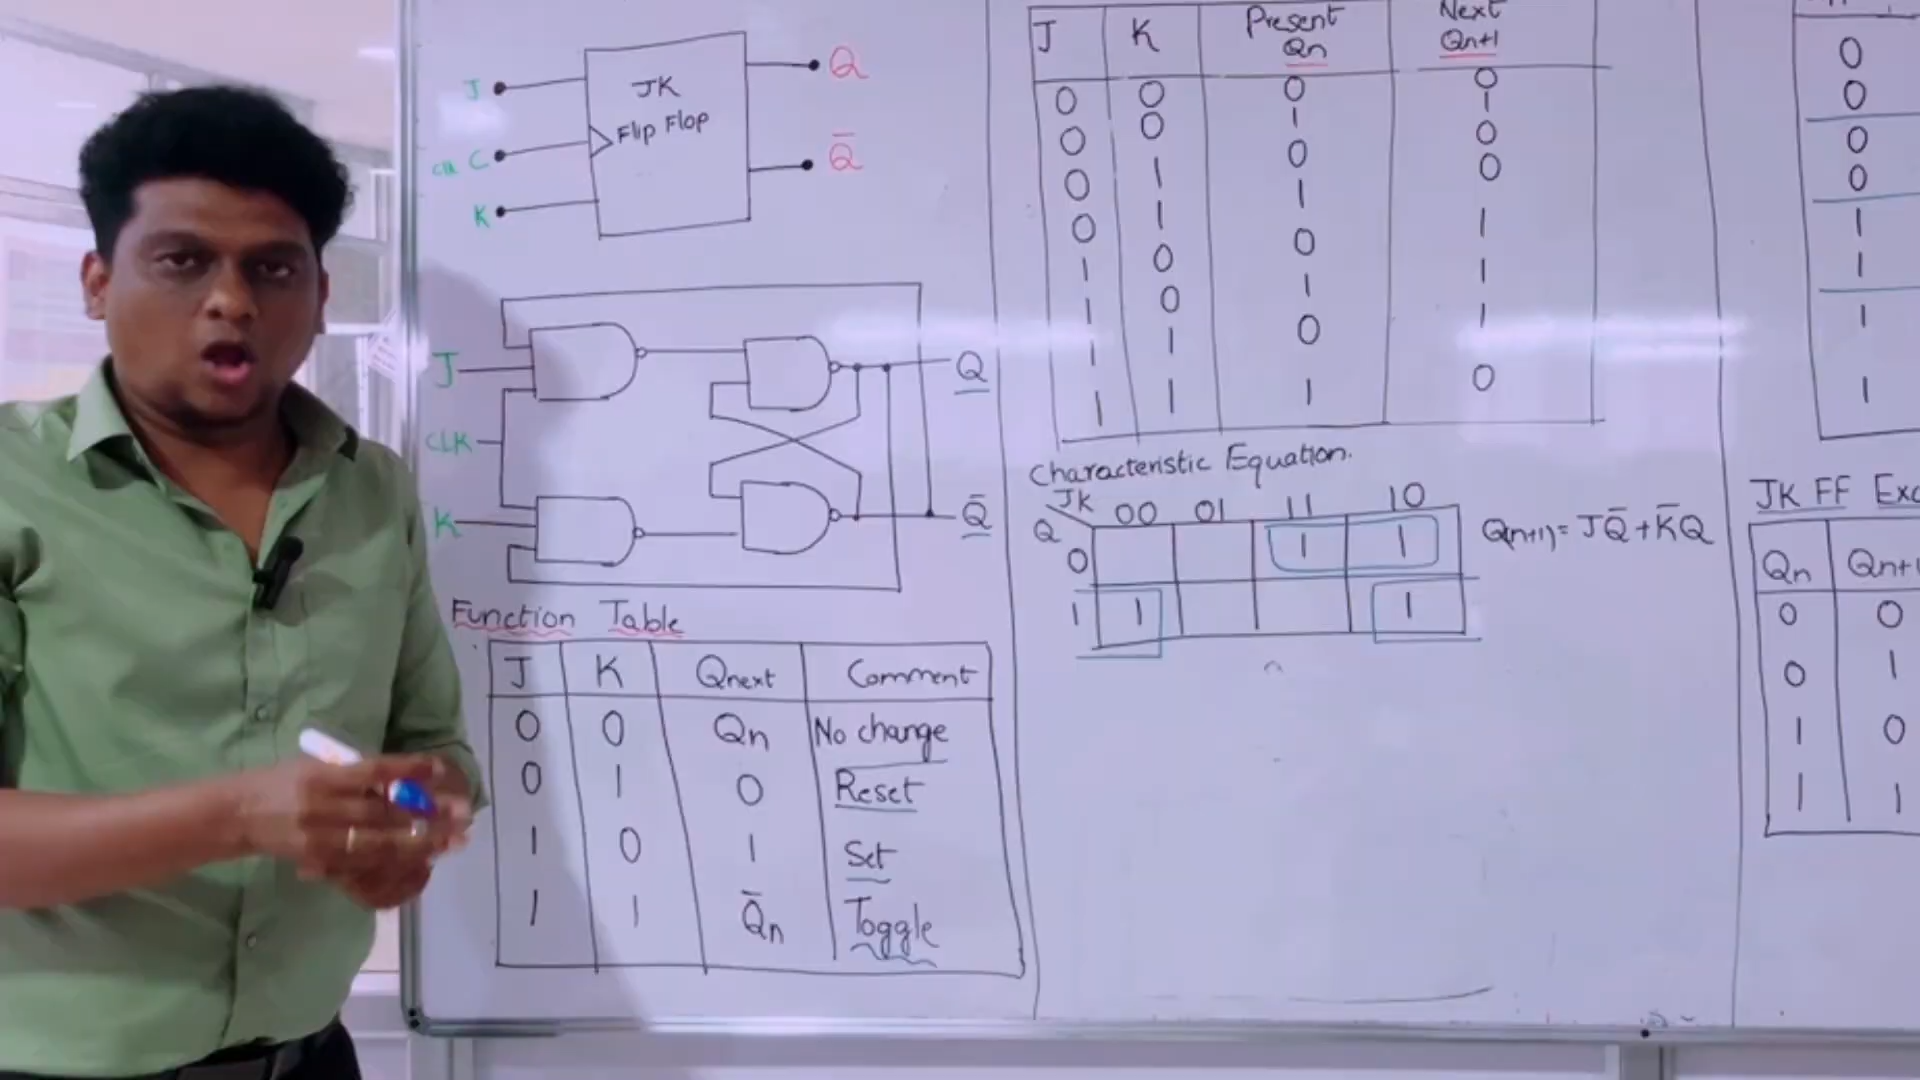 J
JK
Flip Flop
Q
C
Q̅
K
J
CLK
K
Q
Q̅
Function Table
J K Qnext Comment
0 0 Qn No change
0 1 0 Reset
1 0 1 Set
1 1 Q̅n Toggle
J K Present Qn Next Qn+1
0 0 0 0
0 0 1 1
0 1 0 0
0 1 1 0
1 0 0 1
1 0 1 1
1 1 0 1
1 1 1 0
Characteristic Equation.
JK 00 01 11 10
Q
0 1 1
1 1 1
Q(n+1) = JQ̅ + K̅Q
0
0
0
0
1
1
1
1
JK FF Exc
Qn Qn+1
0 0
0 1
1 0
1 1